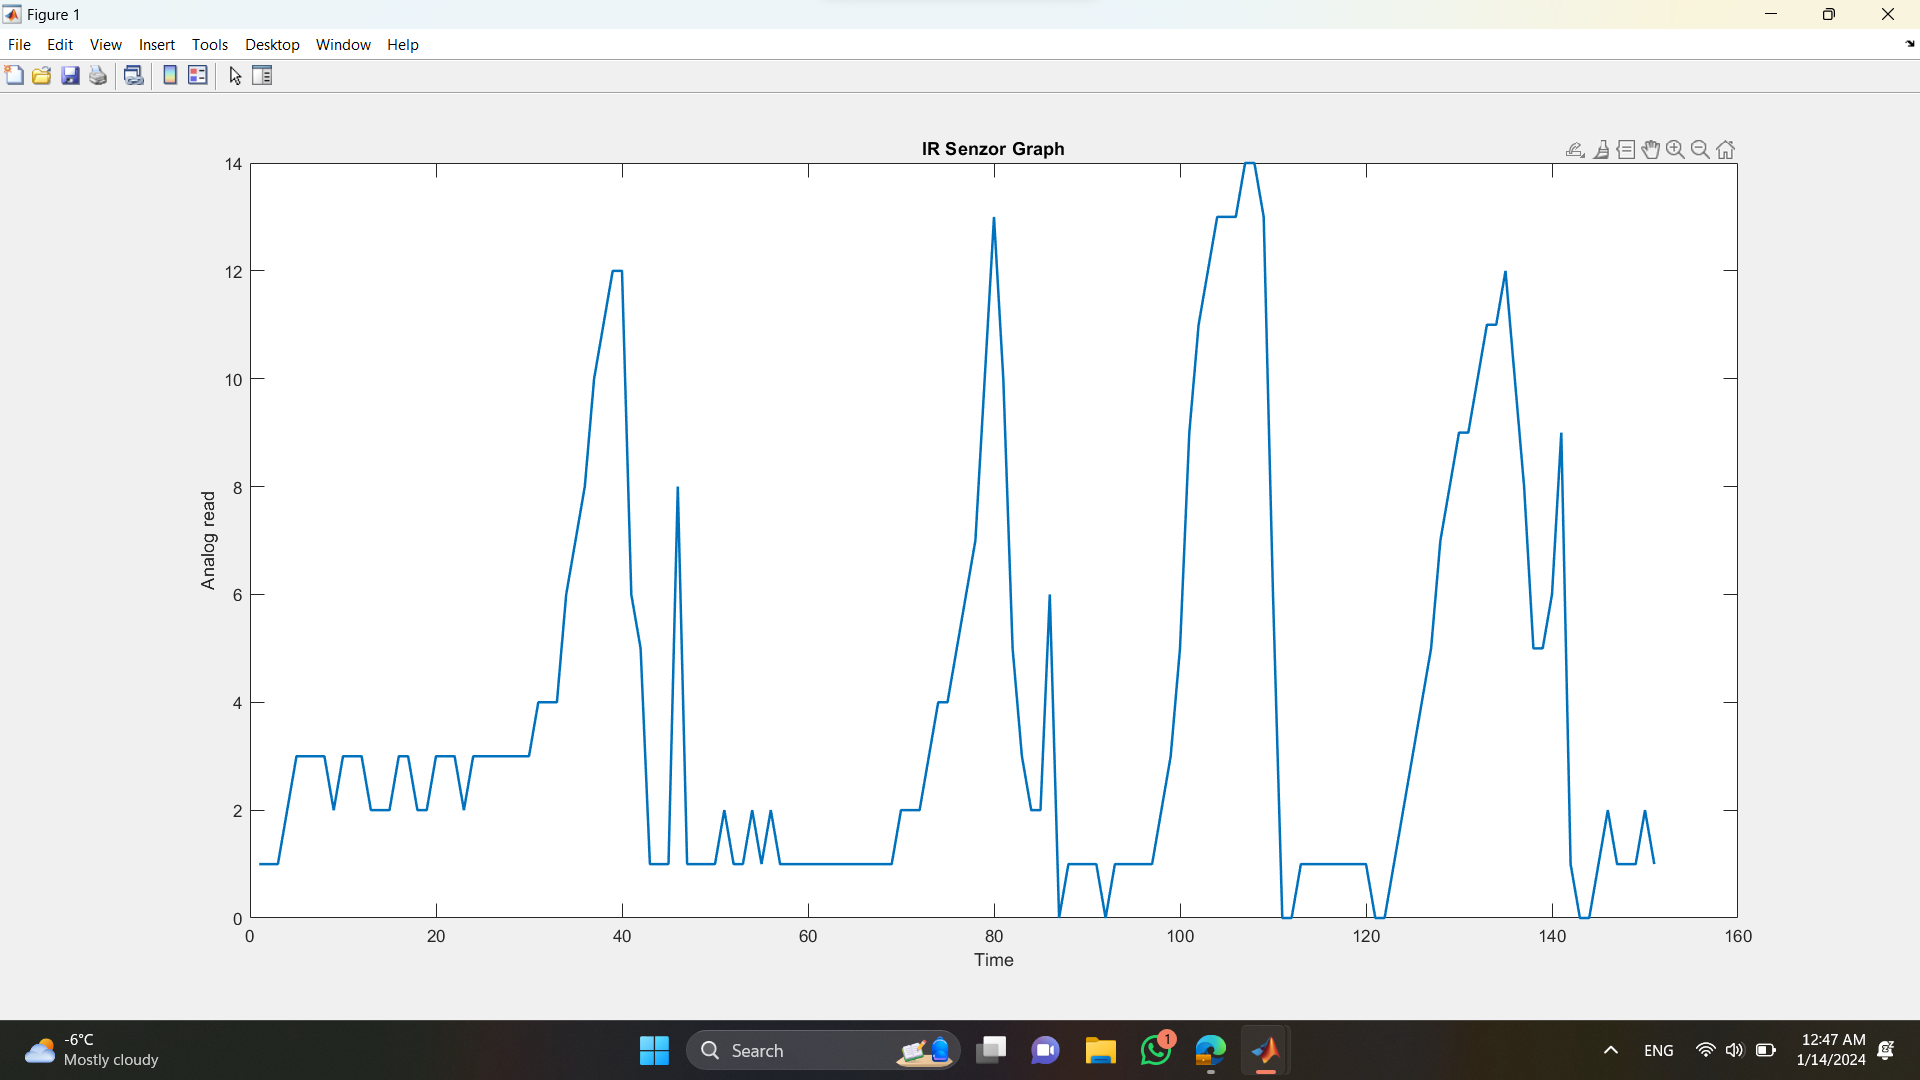 Figure 1
File Edit View Insert Tools Desktop Window Help
IR Senzor Graph
14
12
10
8
6
4
2
0
Analog read
0 20 40 60 80 100 120 140 160
Time
-6°C
Mostly cloudy
Search
1
ENG
12:47 AM
1/14/2024